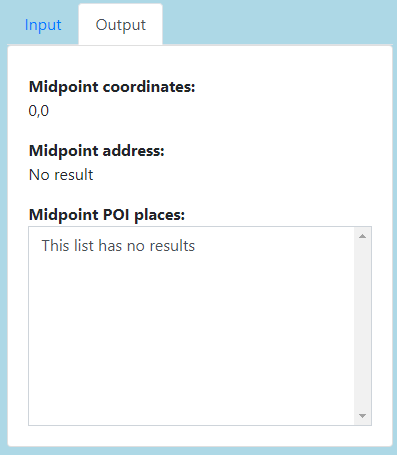 Input
Output
Midpoint coordinates:
0,0
Midpoint address:
No result
Midpoint POI places:
This list has no results